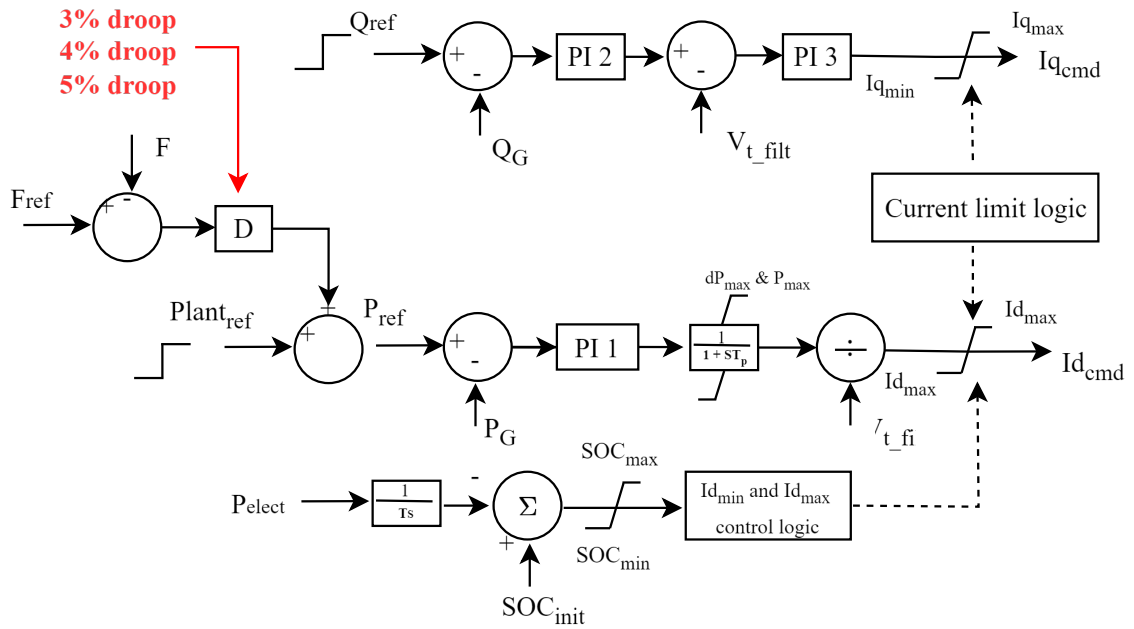 3% droop
4% droop
5% droop
Qref
+
-
PI 2
+
-
PI 3
Iqmax
Iqmin
Iqcmd
QG
Vt_filt
F
Fref
+
-
D
Current limit logic
Plantref
+
+
Pref
+
-
PI 1
dPmax & Pmax
1
1 + STp
÷
Idmax
Idmax
Idcmd
PG
t_fi
Pelect
1
Ts
-
+
Σ
SOCmax
SOCmin
SOCinit
Idmin and Idmax
control logic